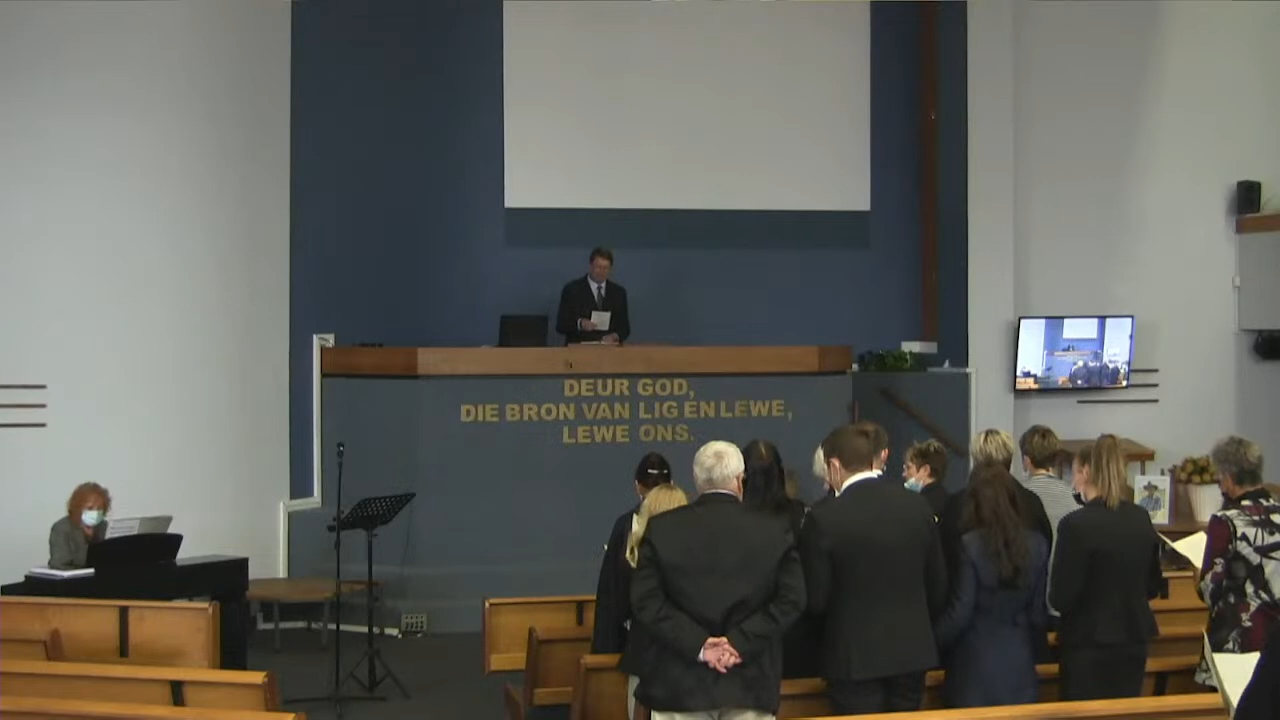 DEUR GOD,
DIE BRON VAN LIG EN LEWE,
LEWE ONS.